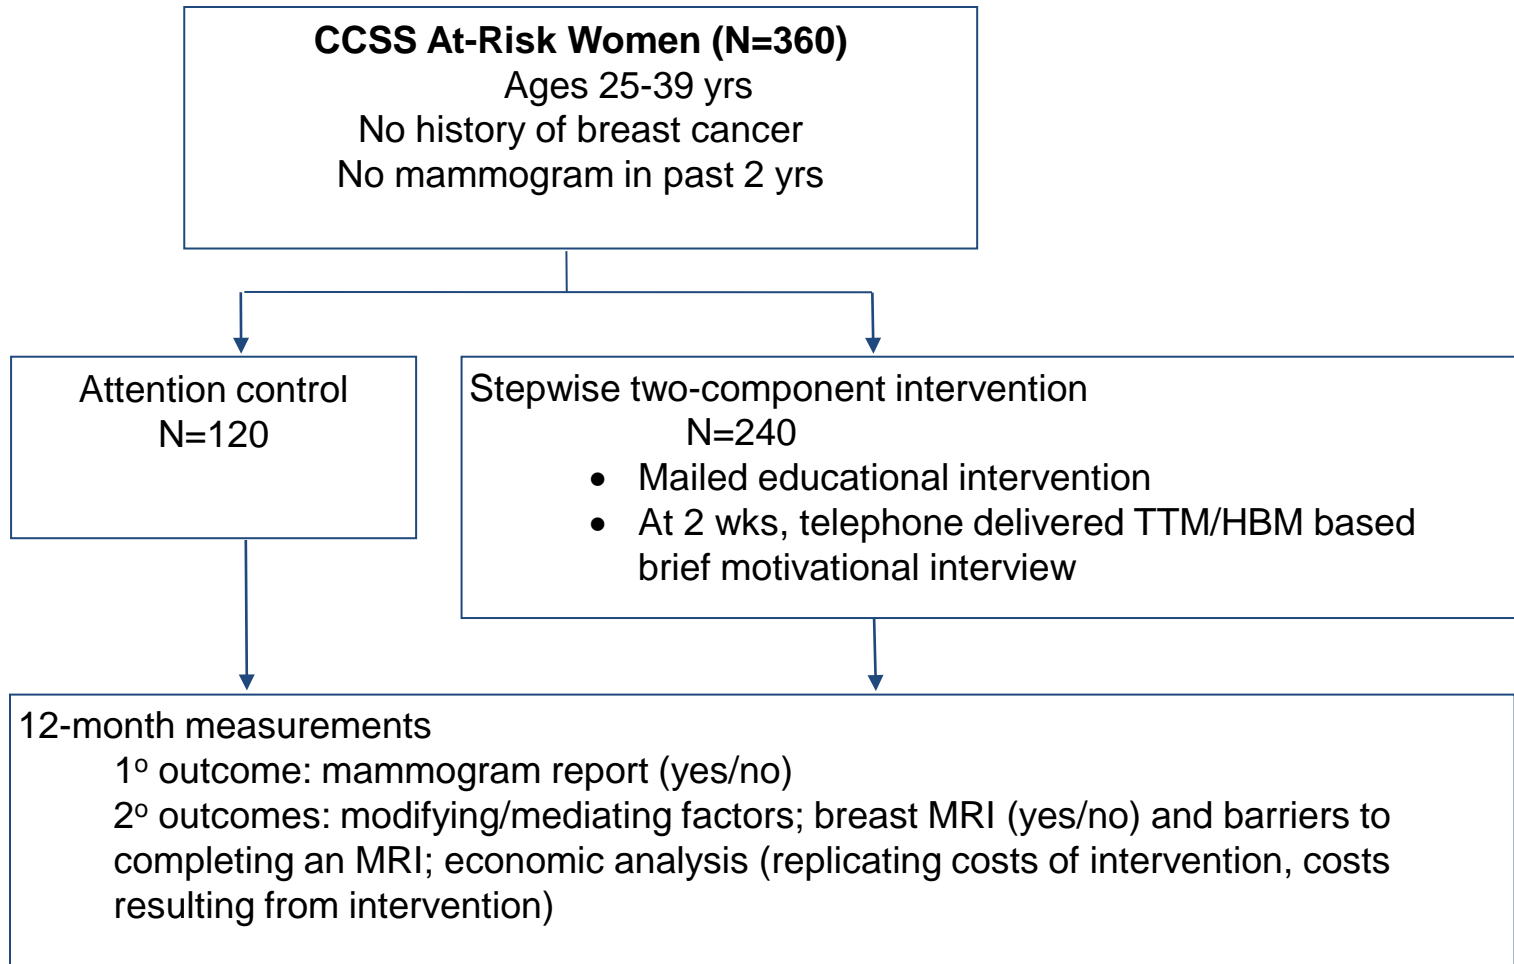 CCSS At-Risk Women (N=360)
Ages 25-39 yrs
No history of breast cancer
No mammogram in past 2 yrs
Attention control
N=120
Stepwise two-component intervention
N=240
• Mailed educational intervention
• At 2 wks, telephone delivered TTM/HBM based
brief motivational interview
12-month measurements
1º outcome: mammogram report (yes/no)
2º outcomes: modifying/mediating factors; breast MRI (yes/no) and barriers to
completing an MRI; economic analysis (replicating costs of intervention, costs
resulting from intervention)